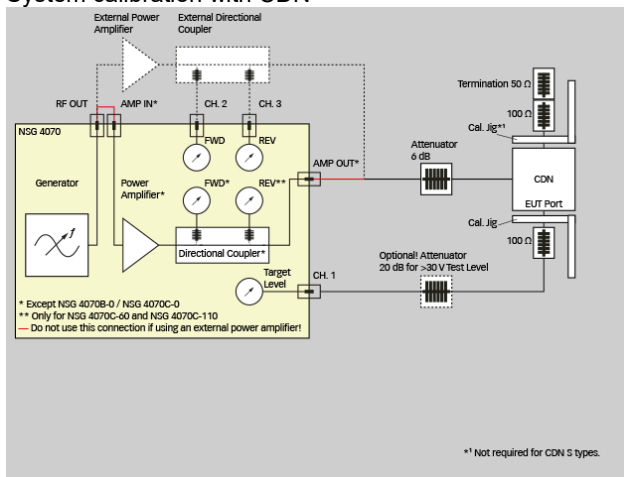 System calibration with CDN
External Power
Amplifier
External Directional
Coupler
RF OUT
AMP IN*
CH. 2
CH. 3
Termination 50 Ω
100 Ω
Cal. Jig*¹
NSG 4070
FWD
REV
AMP OUT*
Attenuator
6 dB
CDN
EUT Port
Generator
Power
Amplifier*
FWD*
REV**
Cal. Jig
100 Ω
Directional Coupler*
Optional! Attenuator
20 dB for >30 V Test Level
Target
Level
CH. 1
* Except NSG 4070B-0 / NSG 4070C-0
** Only for NSG 4070C-60 and NSG 4070C-110
Do not use this connection if using an external power amplifier!
*¹ Not required for CDN S types.